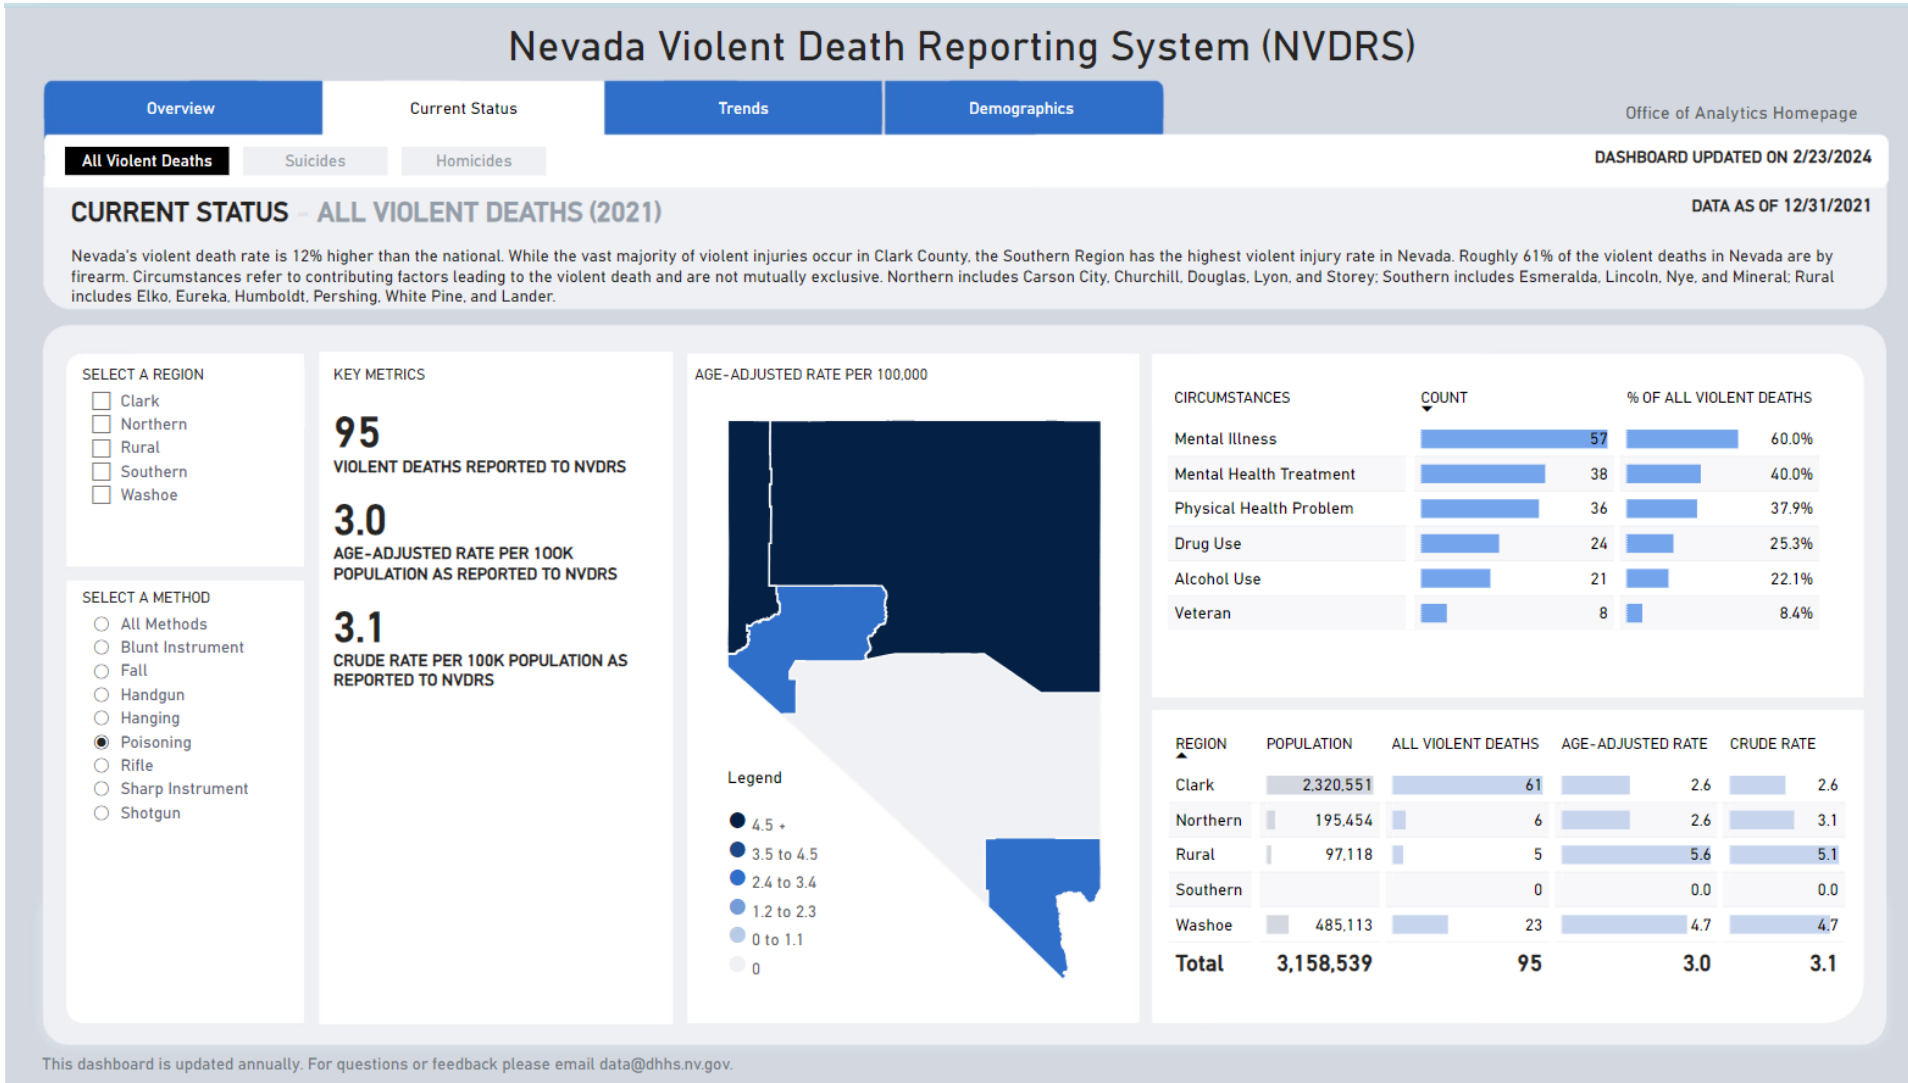 Nevada Violent Death Reporting System (NVDRS)
Overview
Current Status
Trends
Demographics
Office of Analytics Homepage
All Violent Deaths
Suicides
Homicides
DASHBOARD UPDATED ON 2/23/2024
CURRENT STATUS - ALL VIOLENT DEATHS (2021)
DATA AS OF 12/31/2021
Nevada's violent death rate is 12% higher than the national. While the vast majority of violent injuries occur in Clark County, the Southern Region has the highest violent injury rate in Nevada. Roughly 61% of the violent deaths in Nevada are by
firearm. Circumstances refer to contributing factors leading to the violent death and are not mutually exclusive. Northern includes Carson City, Churchill, Douglas, Lyon, and Storey; Southern includes Esmeralda, Lincoln, Nye, and Mineral; Rural
includes Elko, Eureka, Humboldt, Pershing, White Pine, and Lander.
SELECT A REGION
Clark
Northern
Rural
Southern
Washoe
SELECT A METHOD
All Methods
Blunt Instrument
Fall
Handgun
Hanging
Poisoning
Rifle
Sharp Instrument
Shotgun
KEY METRICS
95
VIOLENT DEATHS REPORTED TO NVDRS
3.0
AGE-ADJUSTED RATE PER 100K
POPULATION AS REPORTED TO NVDRS
3.1
CRUDE RATE PER 100K POPULATION AS
REPORTED TO NVDRS
AGE-ADJUSTED RATE PER 100,000
Legend
4.5 +
3.5 to 4.5
2.4 to 3.4
1.2 to 2.3
0 to 1.1
0
CIRCUMSTANCES COUNT % OF ALL VIOLENT DEATHS
Mental Illness 57 60.0%
Mental Health Treatment 38 40.0%
Physical Health Problem 36 37.9%
Drug Use 24 25.3%
Alcohol Use 21 22.1%
Veteran 8 8.4%
REGION POPULATION ALL VIOLENT DEATHS AGE-ADJUSTED RATE CRUDE RATE
Clark 2,320,551 61 2.6 2.6
Northern 195,454 6 2.6 3.1
Rural 97,118 5 5.6 5.1
Southern 0 0.0 0.0
Washoe 485,113 23 4.7 4.7
Total 3,158,539 95 3.0 3.1
This dashboard is updated annually. For questions or feedback please email data@dhhs.nv.gov.